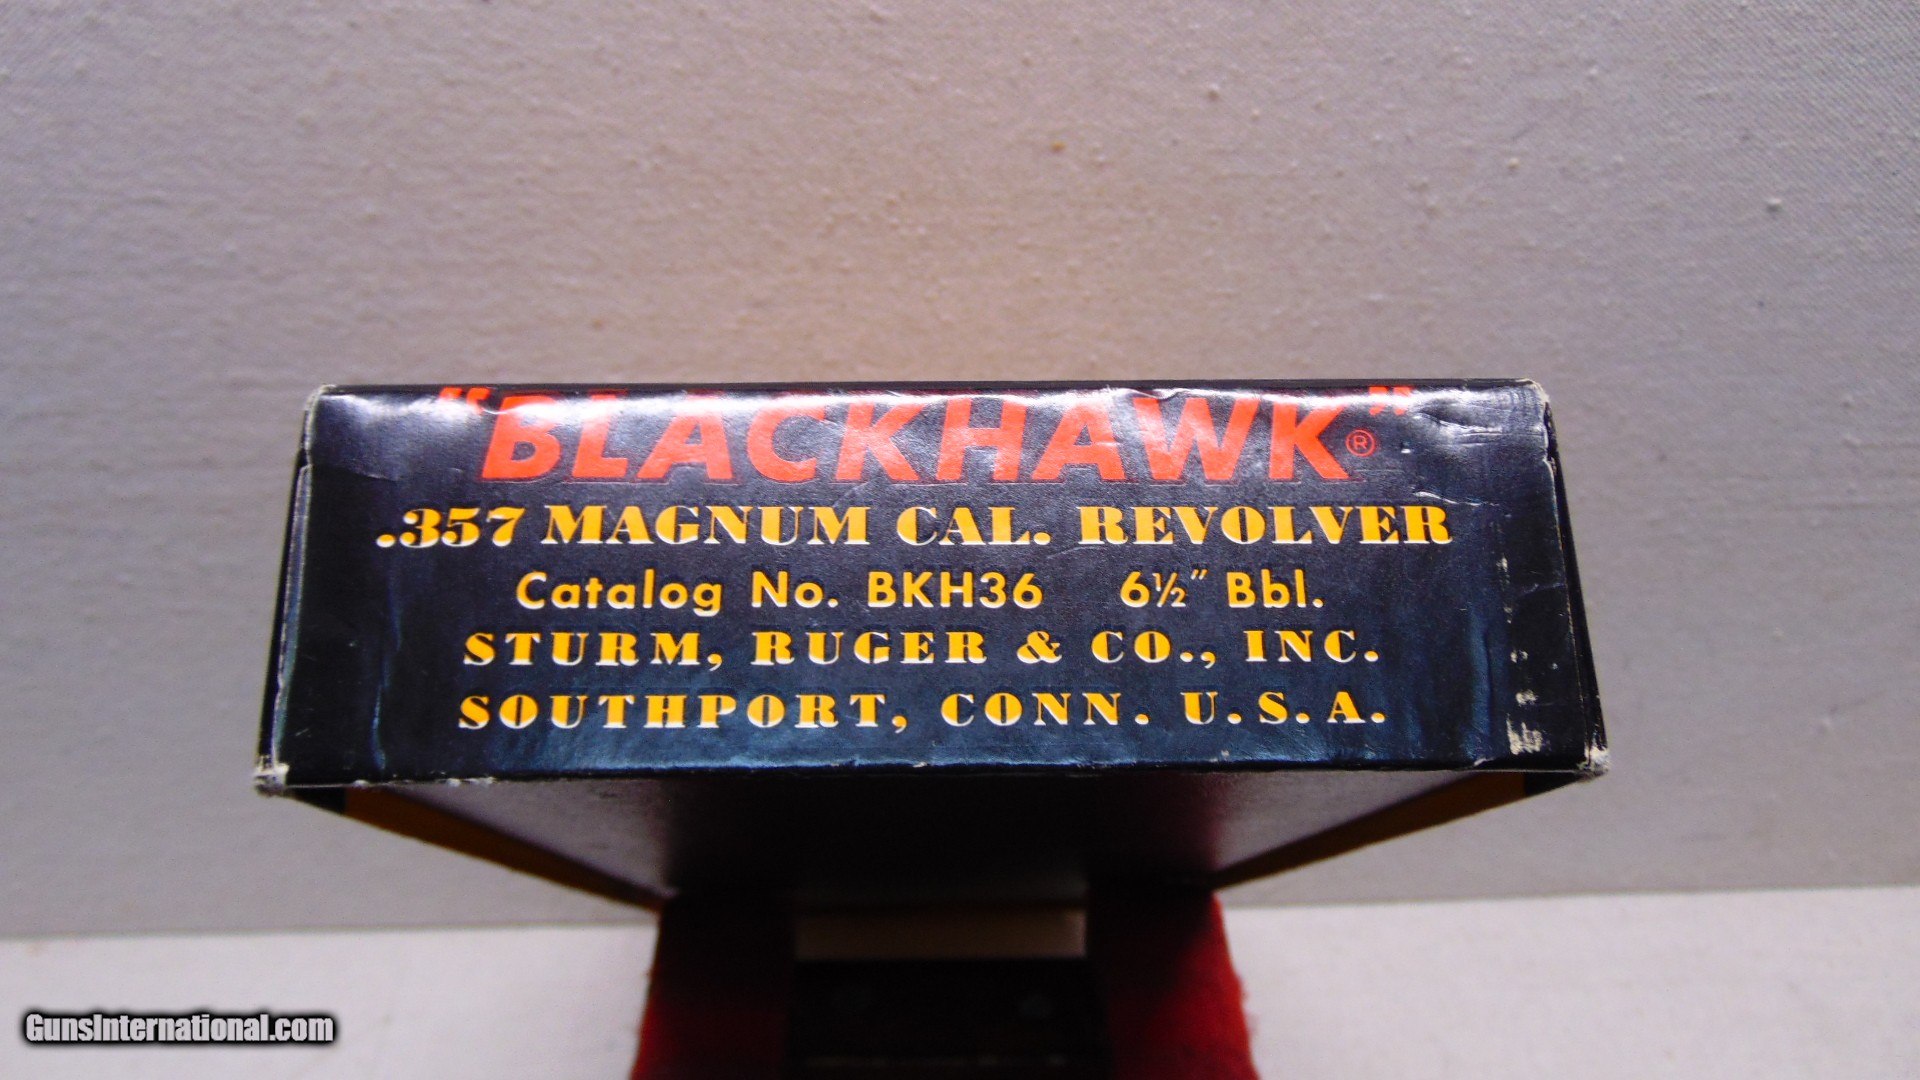 "BLACKHAWK"®
.357 MAGNUM CAL. REVOLVER
Catalog No. BKH36 6½" Bbl.
STURM, RUGER & CO., INC.
SOUTHPORT, CONN. U.S.A.
GunsInternational.com